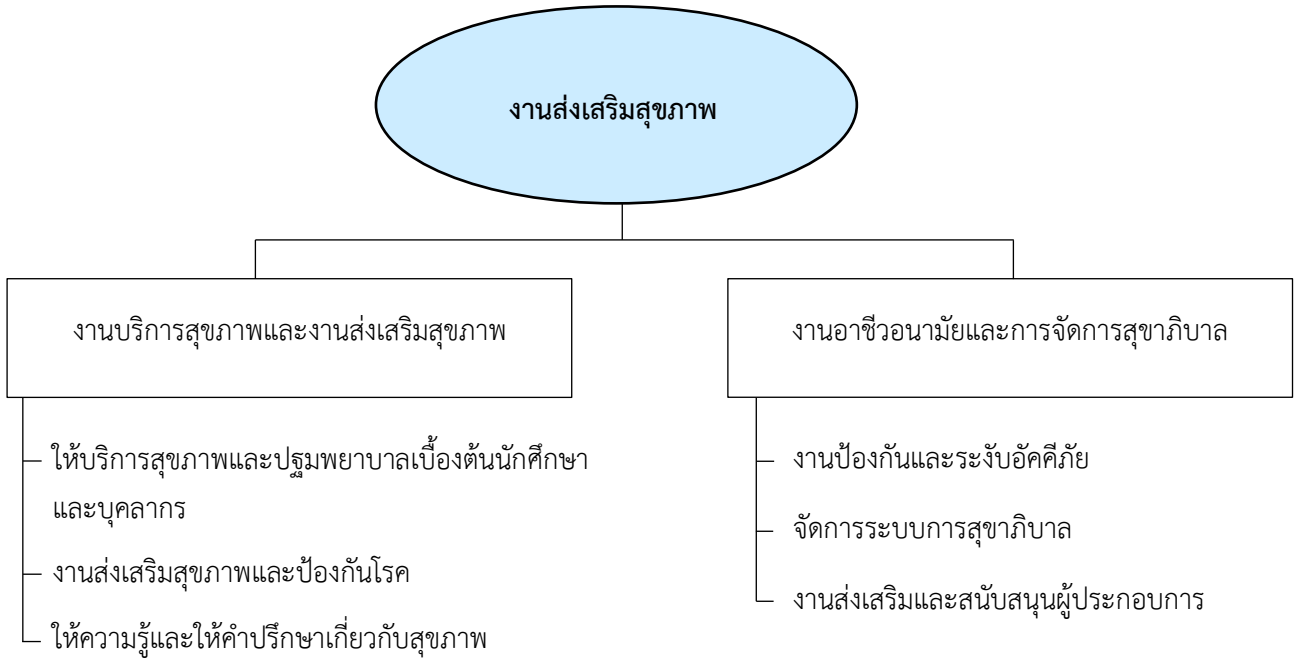 งานส่งเสริมสุขภาพ
งานบริการสุขภาพและงานส่งเสริมสุขภาพ
ให้บริการสุขภาพและปฐมพยาบาลเบื้องต้นนักศึกษา
และบุคลากร
งานส่งเสริมสุขภาพและป้องกันโรค
ให้ความรู้และให้คำปรึกษาเกี่ยวกับสุขภาพ
งานอาชีวอนามัยและการจัดการสุขาภิบาล
งานป้องกันและระงับอัคคีภัย
จัดการระบบการสุขาภิบาล
งานส่งเสริมและสนับสนุนผู้ประกอบการ